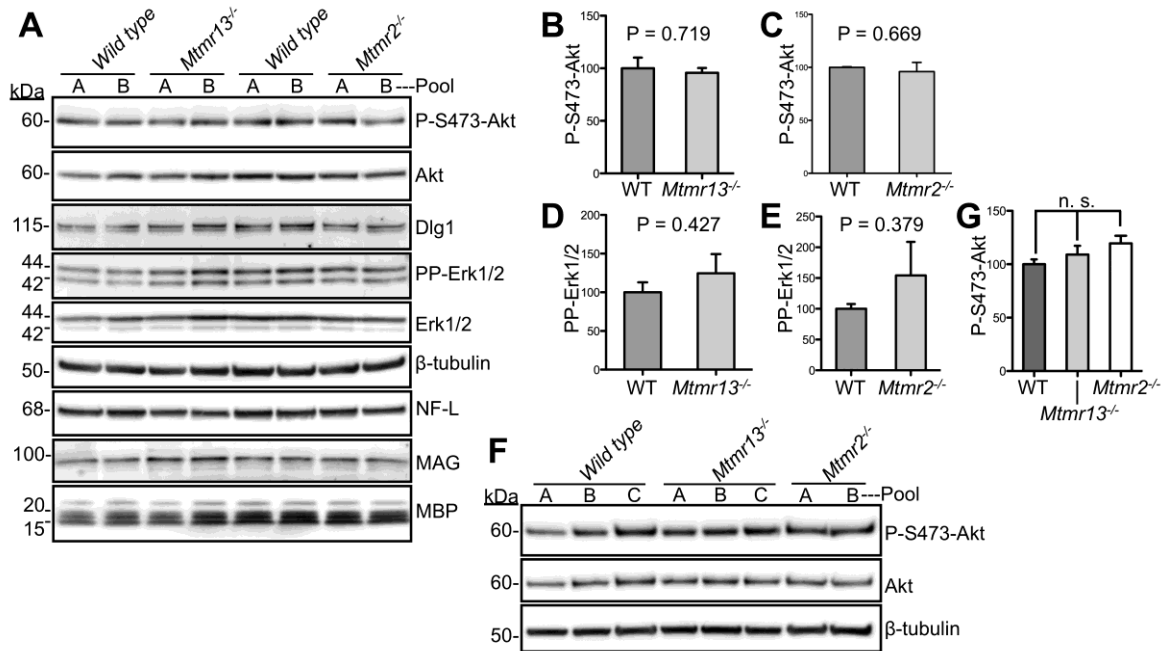 A
Wild type Mtmr13-/- Wild type Mtmr2-/-
A B A B A B A B ---Pool
kDa
60- P-S473-Akt
60- Akt
115- Dlg1
44- PP-Erk1/2
42-
44- Erk1/2
42-
50- β-tubulin
68- NF-L
100- MAG
20- MBP
15-
B
P = 0.719
P-S473-Akt
150
100
50
0
WT Mtmr13-/-
C
P = 0.669
P-S473-Akt
150
100
50
0
WT Mtmr2-/-
D
P = 0.427
PP-Erk1/2
200
150
100
50
0
WT Mtmr13-/-
E
P = 0.379
PP-Erk1/2
250
200
150
100
50
0
WT Mtmr2-/-
G
n. s.
P-S473-Akt
150
100
50
0
WT Mtmr2-/-
Mtmr13-/-
F
Wild type Mtmr13-/- Mtmr2-/-
kDa A B C A B C A B ---Pool
60- P-S473-Akt
60- Akt
50- β-tubulin